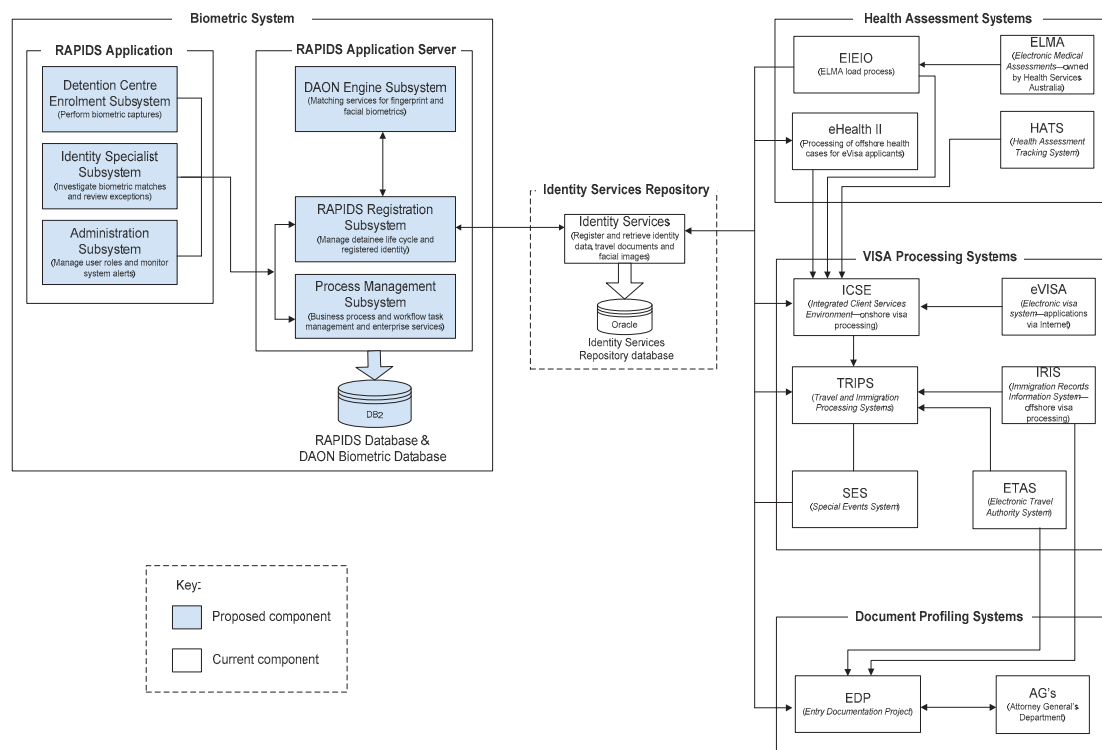 Biometric System
RAPIDS Application
Detention Centre
Enrolment Subsystem
(Perform biometric captures)
Identity Specialist
Subsystem
(Investigate biometric matches
and review exceptions)
Administration
Subsystem
(Manage user roles and monitor
system alerts)
RAPIDS Application Server
DAON Engine Subsystem
(Matching services for fingerprint and
facial biometrics)
RAPIDS Registration
Subsystem
(Manage detainee life cycle and
registered identity)
Process Management
Subsystem
(Business process and workflow task
management and enterprise services)
DB2
RAPIDS Database &
DAON Biometric Database
Identity Services Repository
Identity Services
(Register and retrieve identity
data, travel documents and
facial images)
Oracle
Identity Services
Repository database
Health Assessment Systems
EIEIO
(ELMA load process)
ELMA
(Electronic Medical
Assessments—owned
by Health Services
Australia)
eHealth II
(Processing of offshore health
cases for eVisa applicants)
HATS
(Health Assessment
Tracking System)
VISA Processing Systems
ICSE
(Integrated Client Services
Environment—onshore visa
processing)
eVISA
(Electronic visa
system—applications
via Internet)
TRIPS
(Travel and Immigration
Processing Systems)
IRIS
(Immigration Records
Information System—
offshore visa
processing)
SES
(Special Events System)
ETAS
(Electronic Travel
Authority System)
Document Profiling Systems
EDP
(Entry Documentation Project)
AG's
(Attorney General's
Department)
Key:
Proposed component
Current component